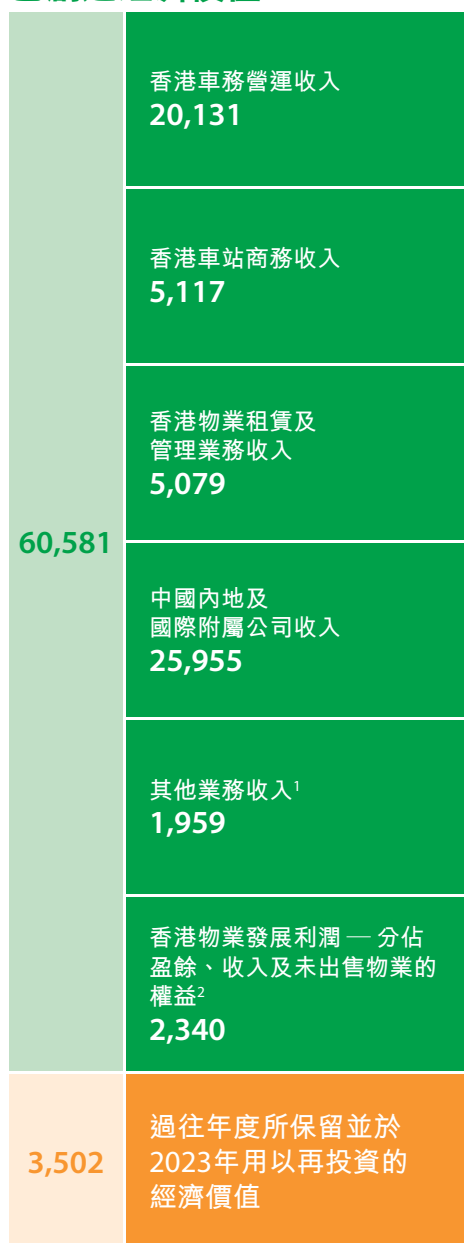 香港車務營運收入
20,131
香港車站商務收入
5,117
香港物業租賃及
管理業務收入
5,079
60,581
中國內地及
國際附屬公司收入
25,955
其他業務收入1
1,959
香港物業發展利潤 — 分佔
盈餘、收入及未出售物業的
權益2
2,340
3,502
過往年度所保留並於
2023年用以再投資的
經濟價值